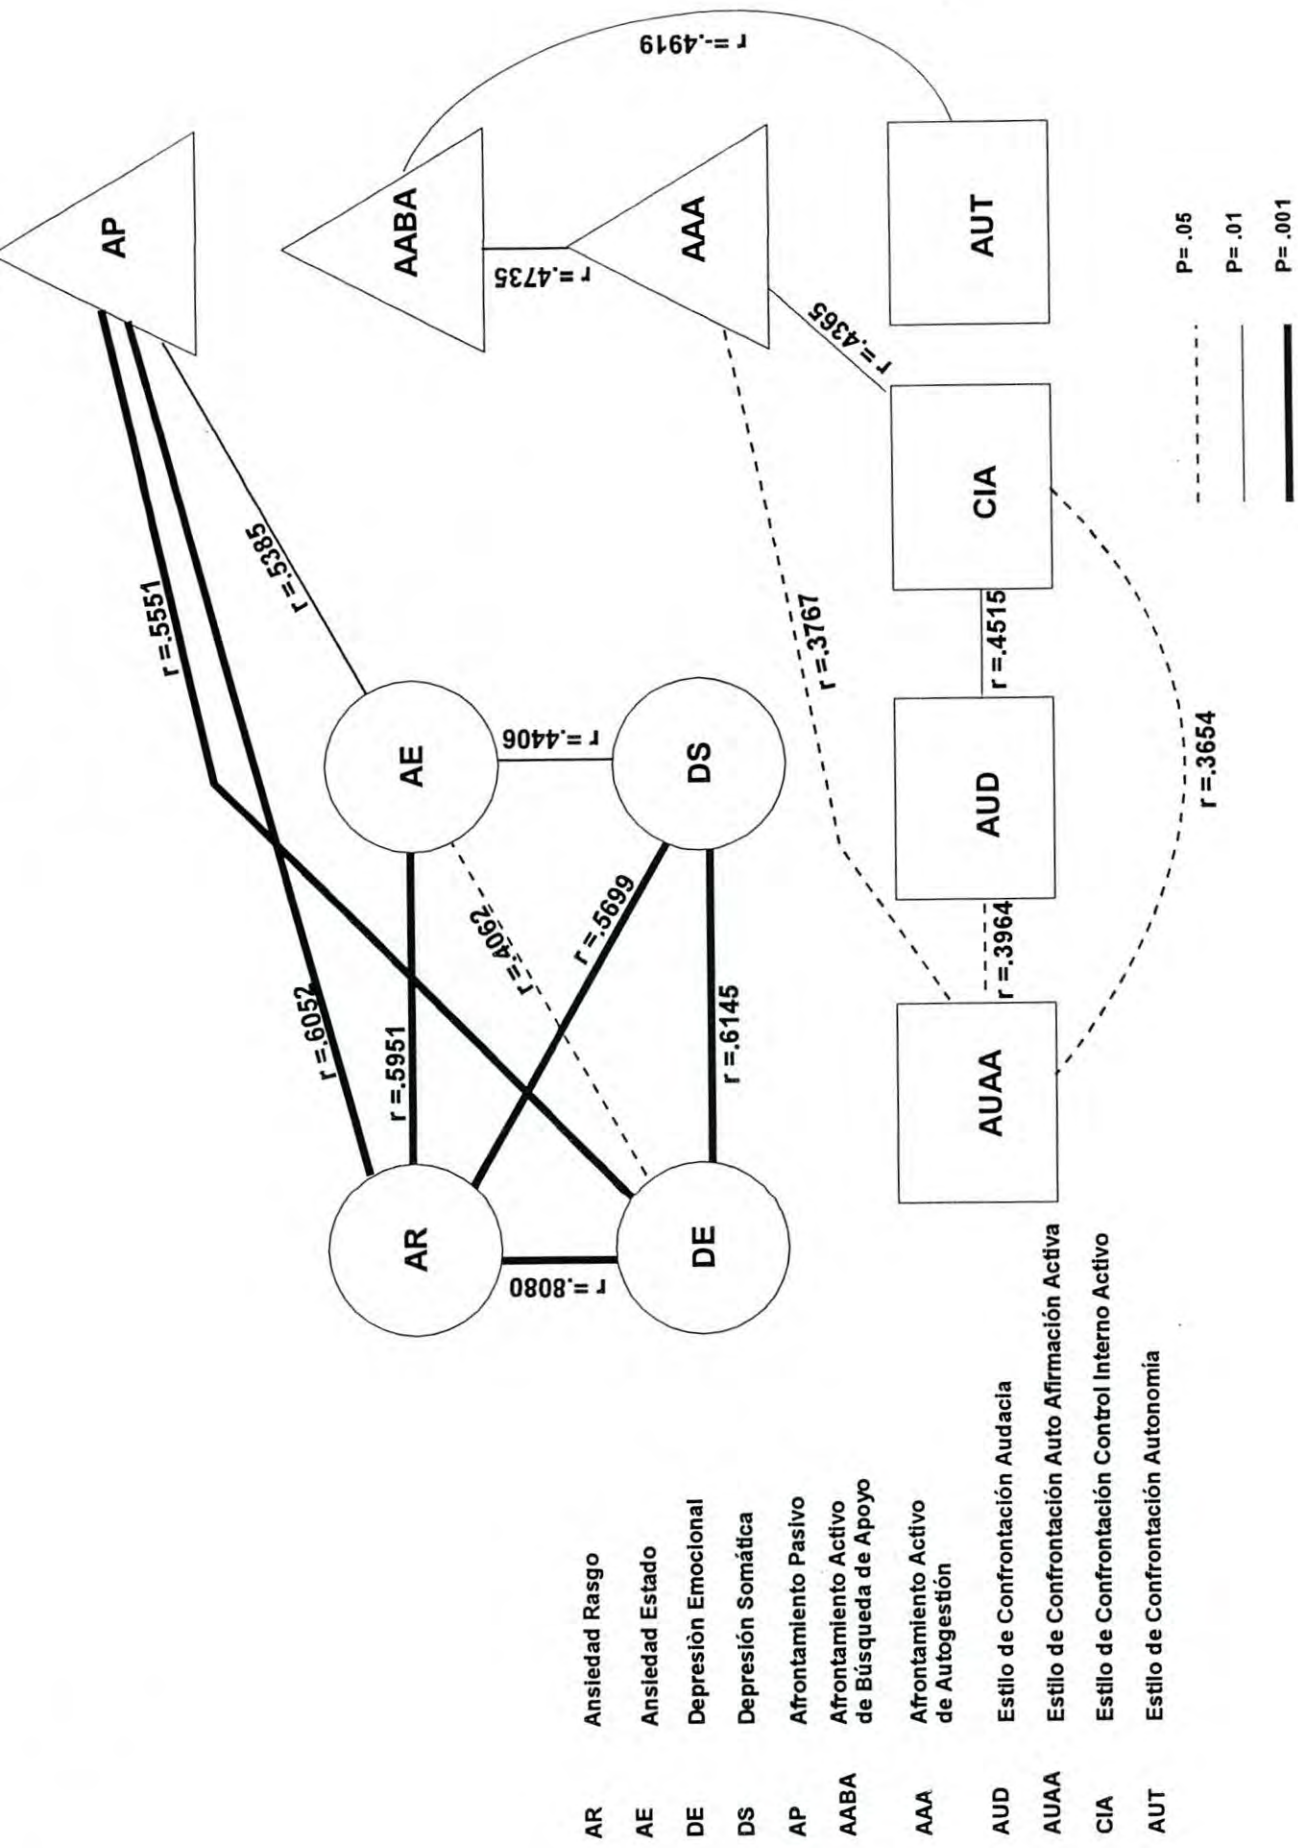 AP
AABA
AAA
AUT
AE
DS
CIA
AUD
AR
DE
AUAA
r =.5551
r =.5385
r =.6052
r =.5951
r =.4406
r =.4062
r =.5699
r =.6145
r =.8080
r =-.4919
r =.4735
r =.4365
r =.3767
r =.4515
r =.3964
r =.3654
P= .05
P= .01
P= .001
AR Ansiedad Rasgo
AE Ansiedad Estado
DE Depresiòn Emocional
DS Depresión Somática
AP Afrontamiento Pasivo
AABA Afrontamiento Activo
de Búsqueda de Apoyo
AAA Afrontamiento Activo
de Autogestión
AUD Estilo de Confrontación Audacia
AUAA Estilo de Confrontación Auto Afirmación Activa
CIA Estilo de Confrontación Control Interno Activo
AUT Estilo de Confrontación Autonomía